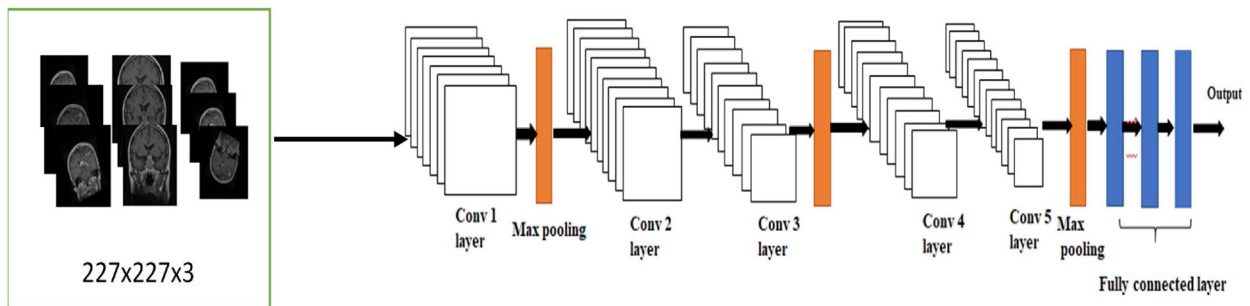 227x227x3
Conv 1
layer
Max pooling
Conv 2
layer
Conv 3
layer
Conv 4
layer
Conv 5
layer
Max
pooling
Fully connected layer
Output